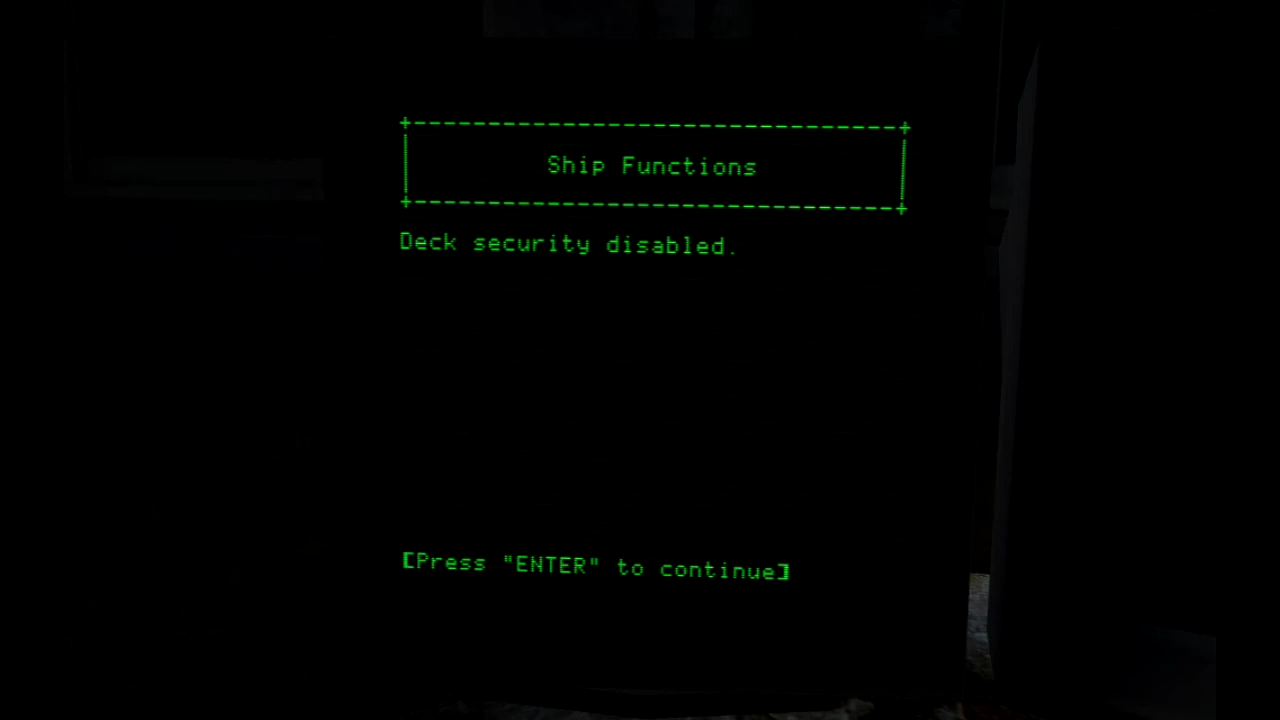 Ship Functions
Deck security disabled.
[Press "ENTER" to continue]